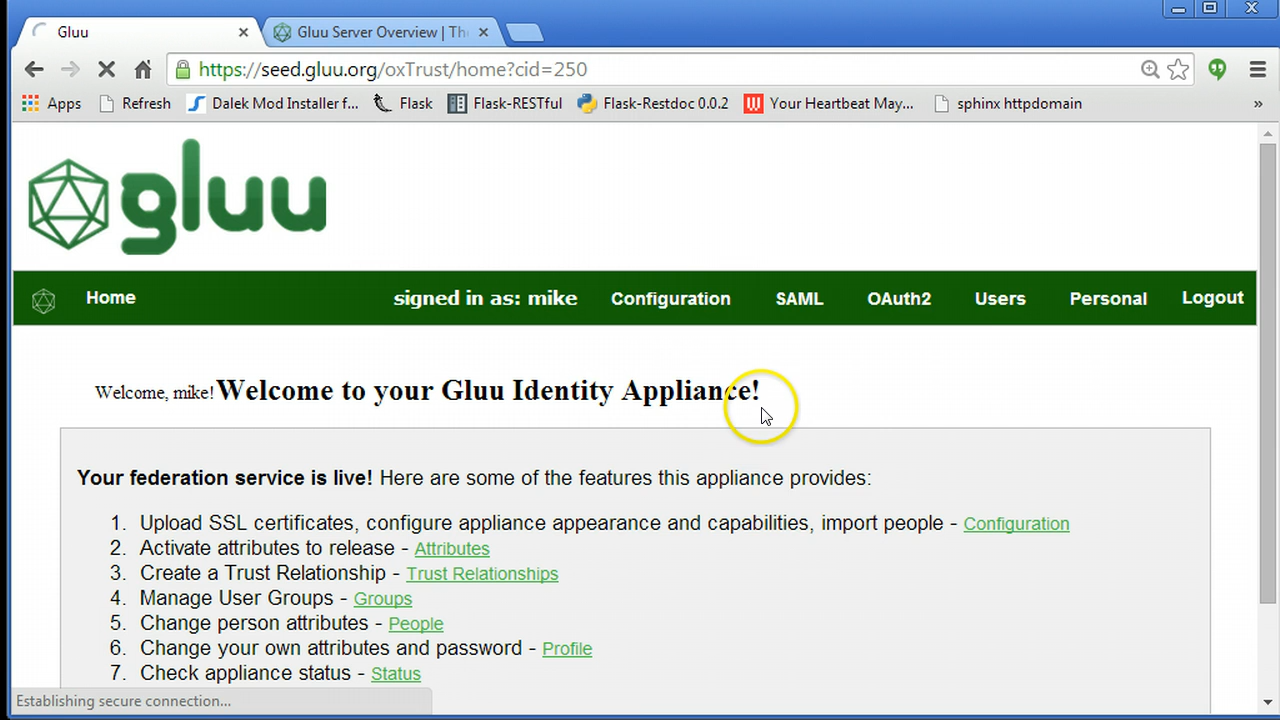 Gluu
Gluu Server Overview | Th
https://seed.gluu.org/oxTrust/home?cid=250
Apps Refresh Dalek Mod Installer f... Flask Flask-RESTful Flask-Restdoc 0.0.2 Your Heartbeat May... sphinx httpdomain »
gluu
Home signed in as: mike Configuration SAML OAuth2 Users Personal Logout
Welcome, mike! Welcome to your Gluu Identity Appliance!
Your federation service is live! Here are some of the features this appliance provides:
1. Upload SSL certificates, configure appliance appearance and capabilities, import people - Configuration
2. Activate attributes to release - Attributes
3. Create a Trust Relationship - Trust Relationships
4. Manage User Groups - Groups
5. Change person attributes - People
6. Change your own attributes and password - Profile
7. Check appliance status - Status
Establishing secure connection...